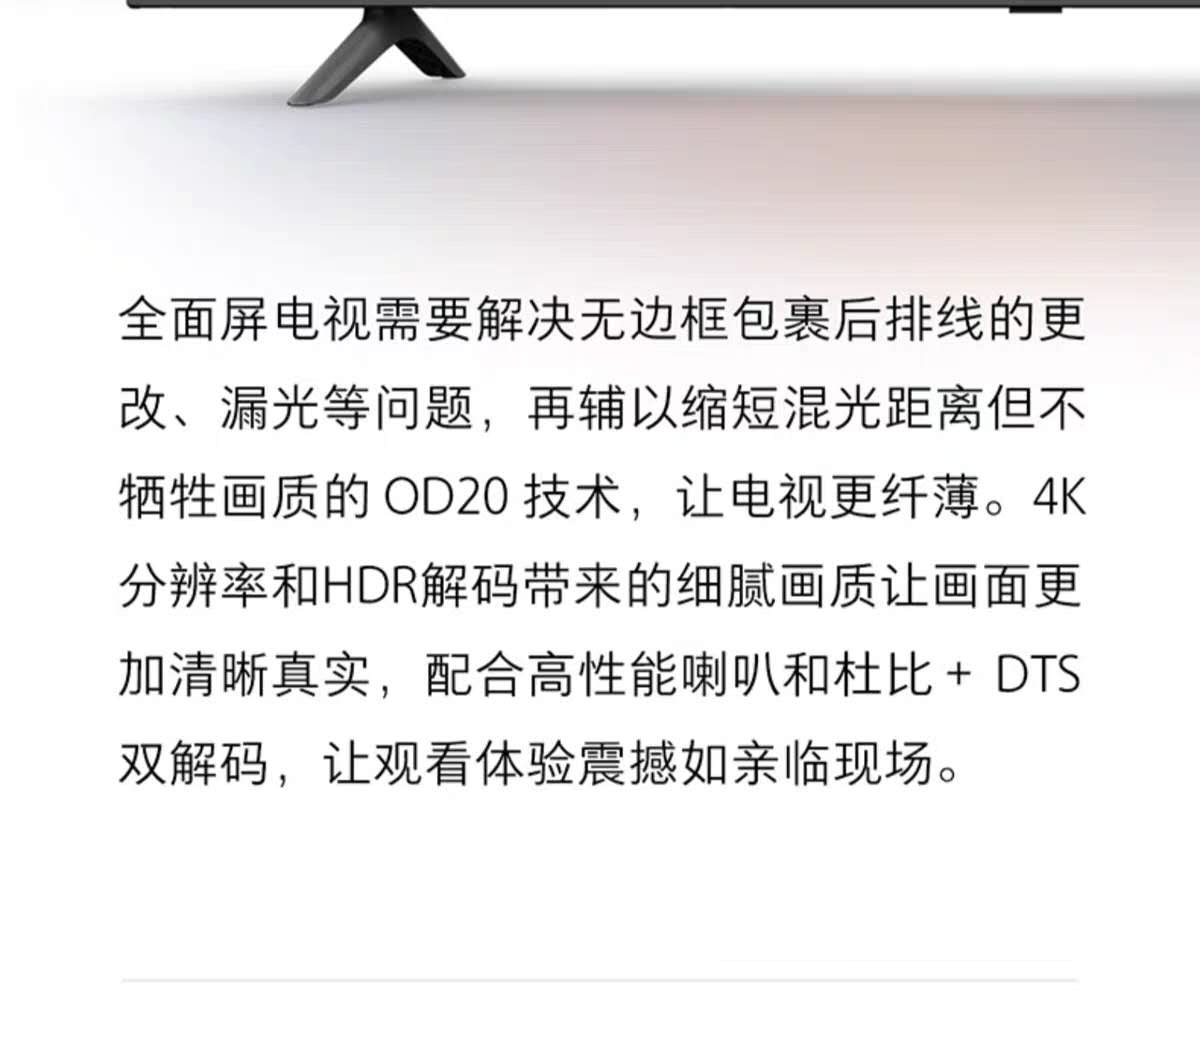 全面屏电视需要解决无边框包裹后排线的更
改、漏光等问题，再辅以缩短混光距离但不
牺牲画质的 OD20 技术，让电视更纤薄。4K
分辨率和HDR解码带来的细腻画质让画面更
加清晰真实，配合高性能喇叭和杜比 + DTS
双解码，让观看体验震撼如亲临现场。